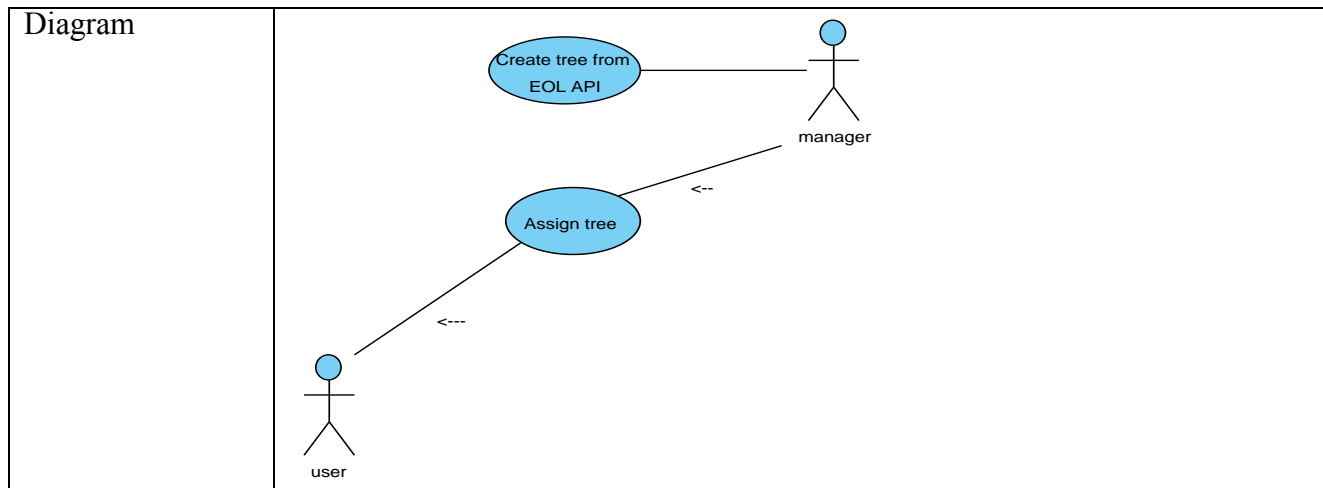 Diagram
Create tree from
EOL API
manager
<--
Assign tree
<---
user